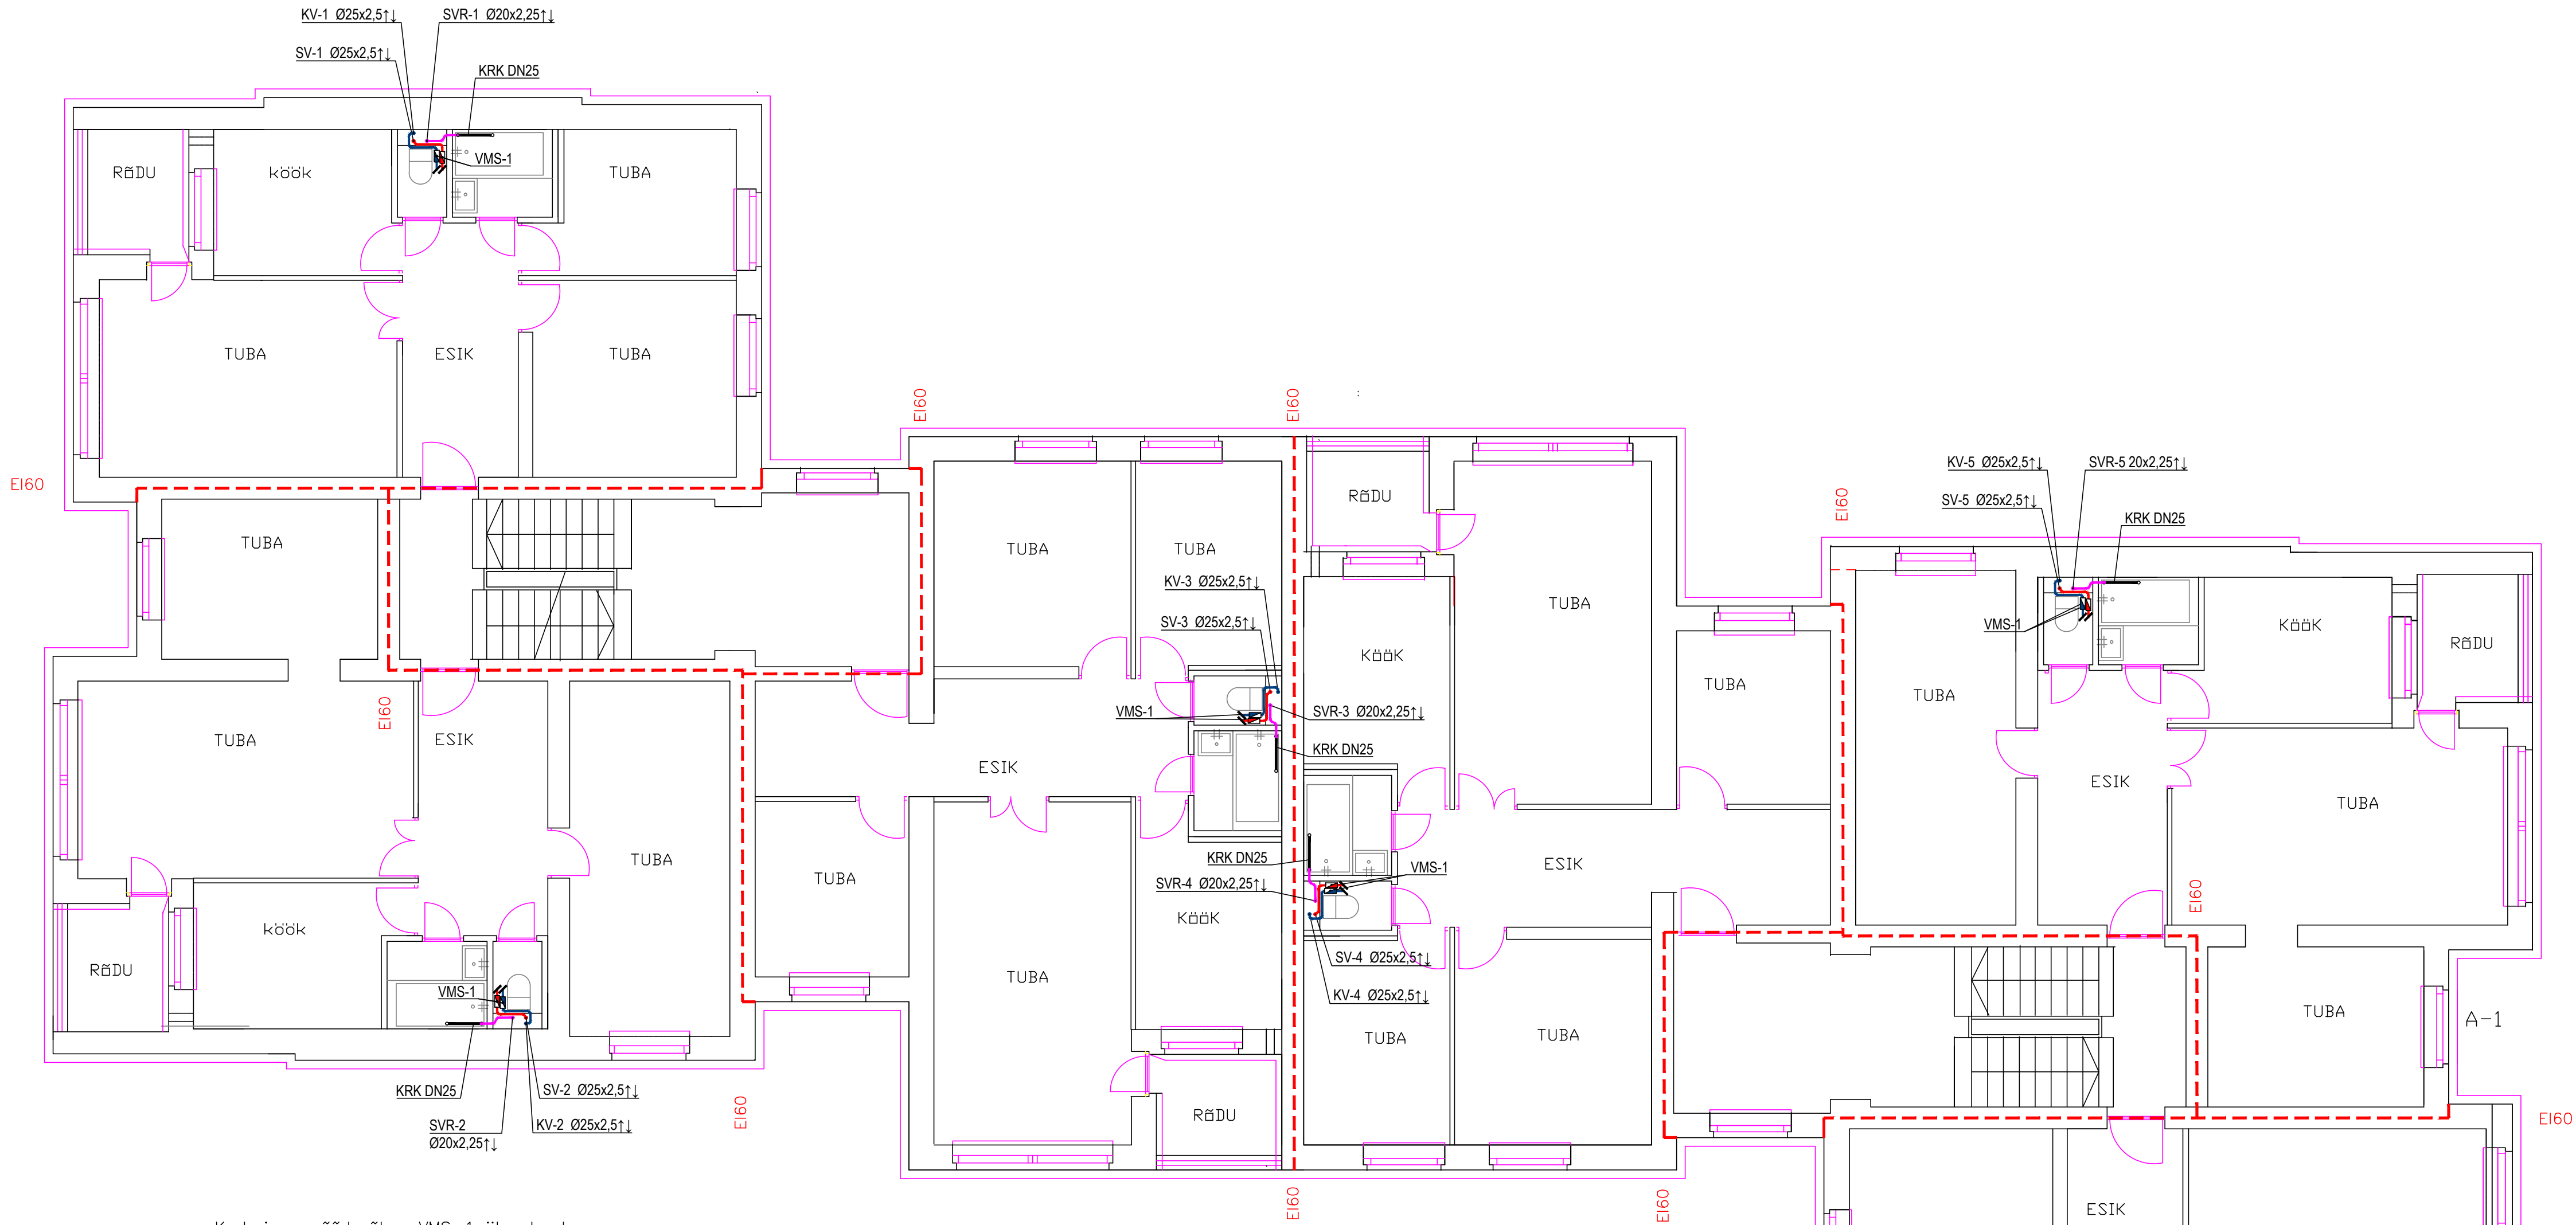 KV-1 Ø25x2,5↑↓
SVR-1 Ø20x2,25↑↓
SV-1 Ø25x2,5↑↓
KRK DN25
VMS-1
RõDU
KööK
TUBA
TUBA
ESIK
TUBA
EI60
EI60
EI60
EI60
KV-5 Ø25x2,5↑↓
SVR-5 20x2,25↑↓
SV-5 Ø25x2,5↑↓
KRK DN25
VMS-1
RõDU
TUBA
TUBA
TUBA
KV-3 Ø25x2,5↑↓
SV-3 Ø25x2,5↑↓
VMS-1
SVR-3 Ø20x2,25↑↓
KRK DN25
TUBA
KööK
TUBA
KööK
RõDU
TUBA
EI60
TUBA
ESIK
ESIK
ESIK
TUBA
TUBA
TUBA
KRK DN25
VMS-1
SVR-4 Ø20x2,25↑↓
ESIK
EI60
KööK
KööK
RõDU
VMS-1
TUBA
SV-4 Ø25x2,5↑↓
KV-4 Ø25x2,5↑↓
TUBA
TUBA
TUBA
A-1
KRK DN25
SV-2 Ø25x2,5↑↓
SVR-2
Ø20x2,25↑↓
KV-2 Ø25x2,5↑↓
EI60
RõDU
EI60
EI60
EI60
ESIK